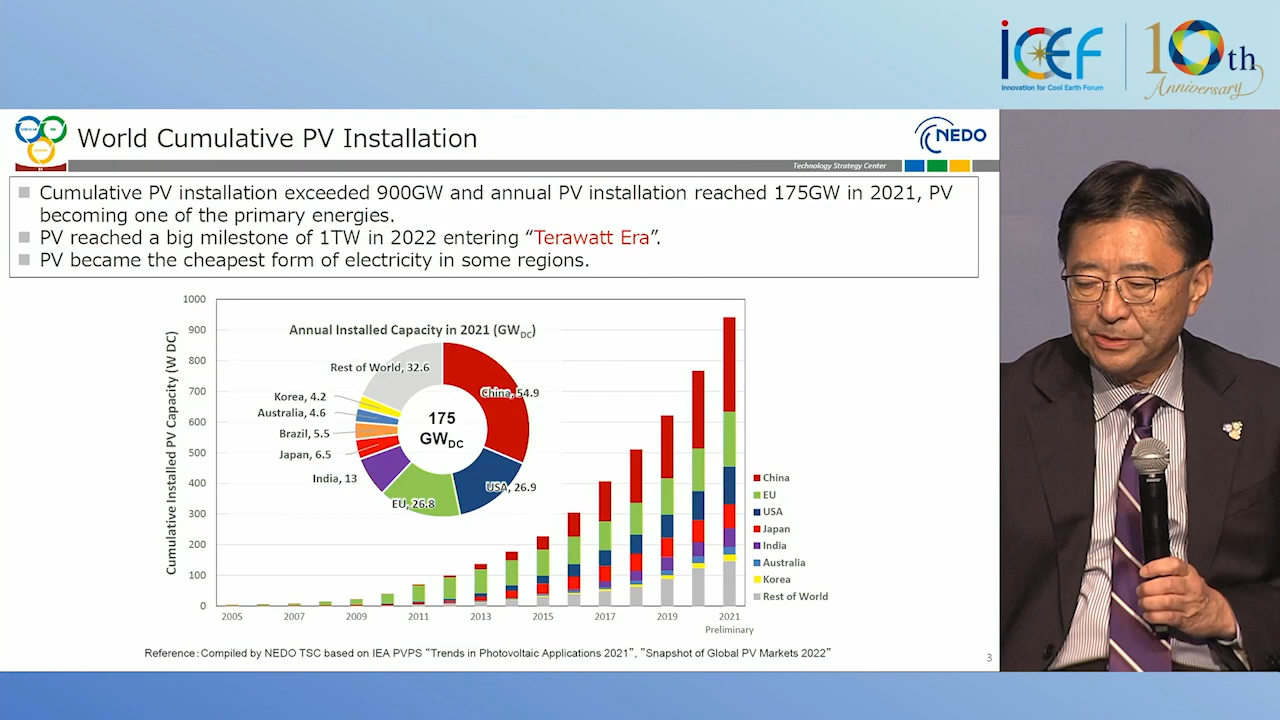 iCEF
Innovation for Cool Earth Forum
10th
Anniversary
World Cumulative PV Installation
NEDO
Technology Strategy Center
Cumulative PV installation exceeded 900GW and annual PV installation reached 175GW in 2021, PV
becoming one of the primary energies.
PV reached a big milestone of 1TW in 2022 entering “Terawatt Era”.
PV became the cheapest form of electricity in some regions.
Cumulative Installed PV Capacity (W DC)
1000
900
800
700
600
500
400
300
200
100
0
Annual Installed Capacity in 2021 (GWDC)
Rest of World, 32.6
China, 54.9
Korea, 4.2
Australia, 4.6
Brazil, 5.5
Japan, 6.5
India, 13
EU, 26.8
USA, 26.9
175
GWDC
China
EU
USA
Japan
India
Australia
Korea
Rest of World
2005 2007 2009 2011 2013 2015 2017 2019 2021
Preliminary
Reference：Compiled by NEDO TSC based on IEA PVPS “Trends in Photovoltaic Applications 2021”, ”Snapshot of Global PV Markets 2022”
3